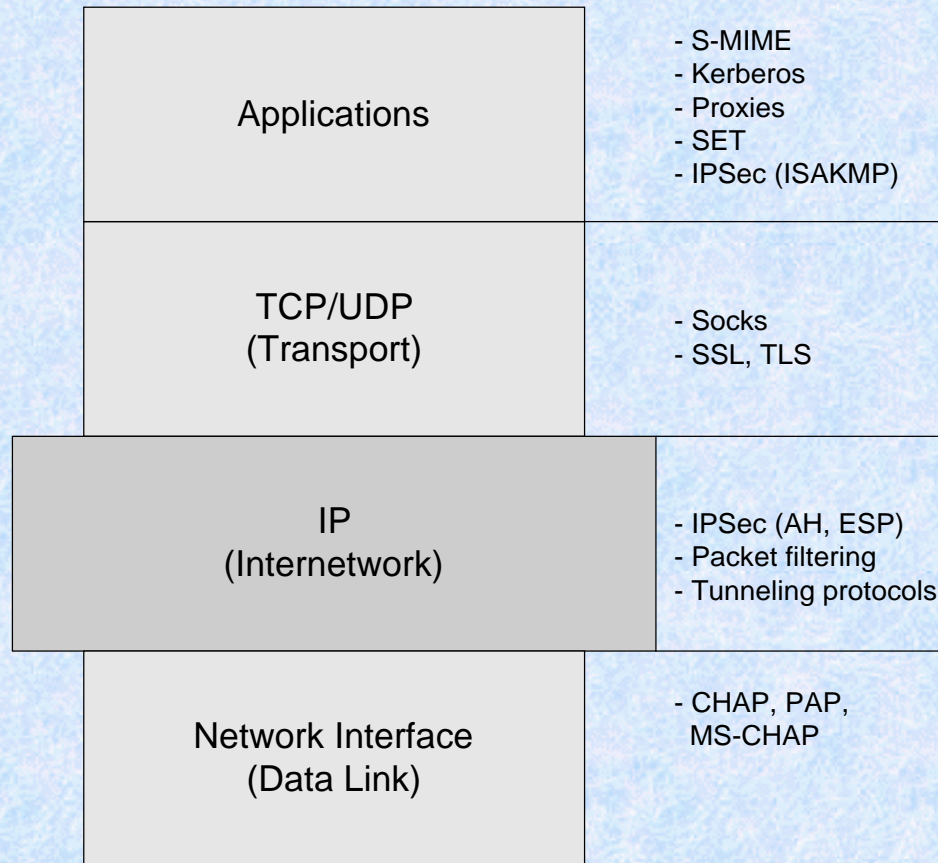 Applications
- S-MIME
- Kerberos
- Proxies
- SET
- IPSec (ISAKMP)
TCP/UDP
(Transport)
- Socks
- SSL, TLS
IP
(Internetwork)
- IPSec (AH, ESP)
- Packet filtering
- Tunneling protocols
Network Interface
(Data Link)
- CHAP, PAP,
MS-CHAP